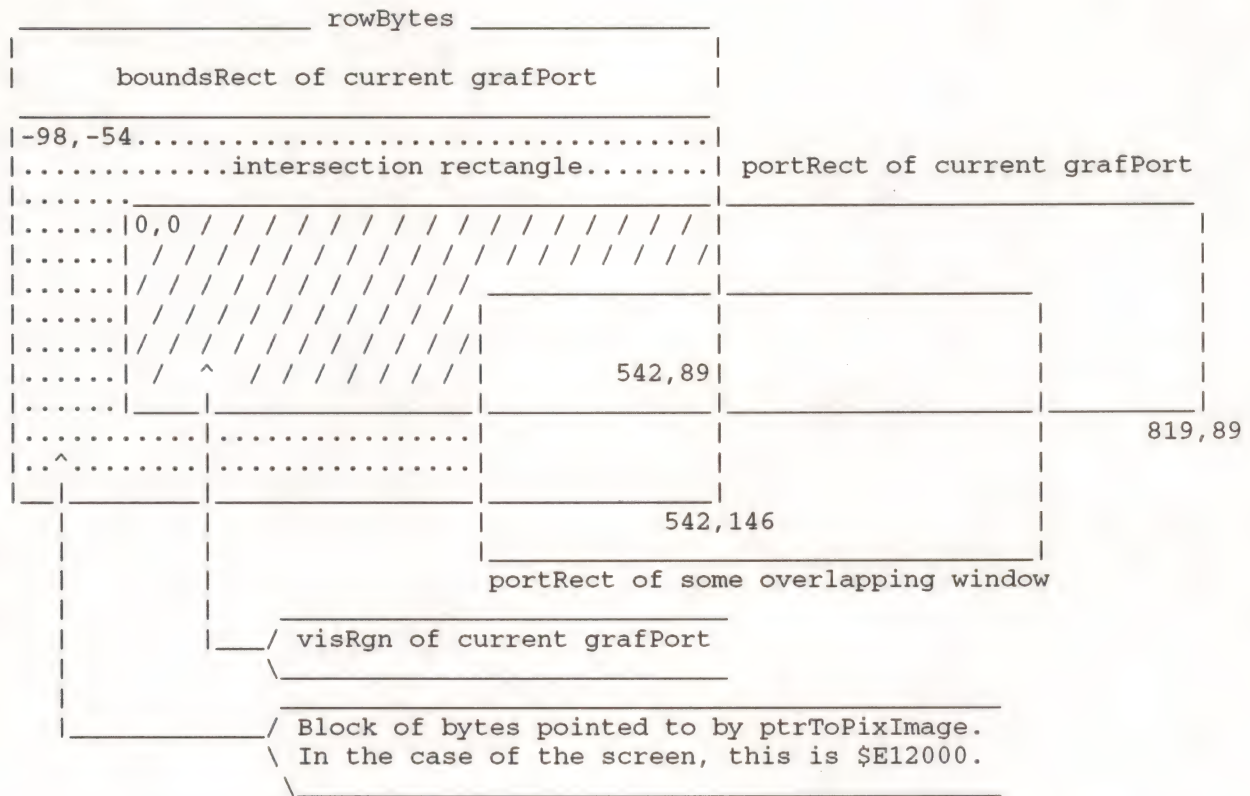 rowBytes
boundsRect of current grafPort
-98,-54
intersection rectangle
portRect of current grafPort
0,0
542,89
819,89
542,146
portRect of some overlapping window
visRgn of current grafPort
Block of bytes pointed to by ptrToPixImage.
In the case of the screen, this is $E12000.